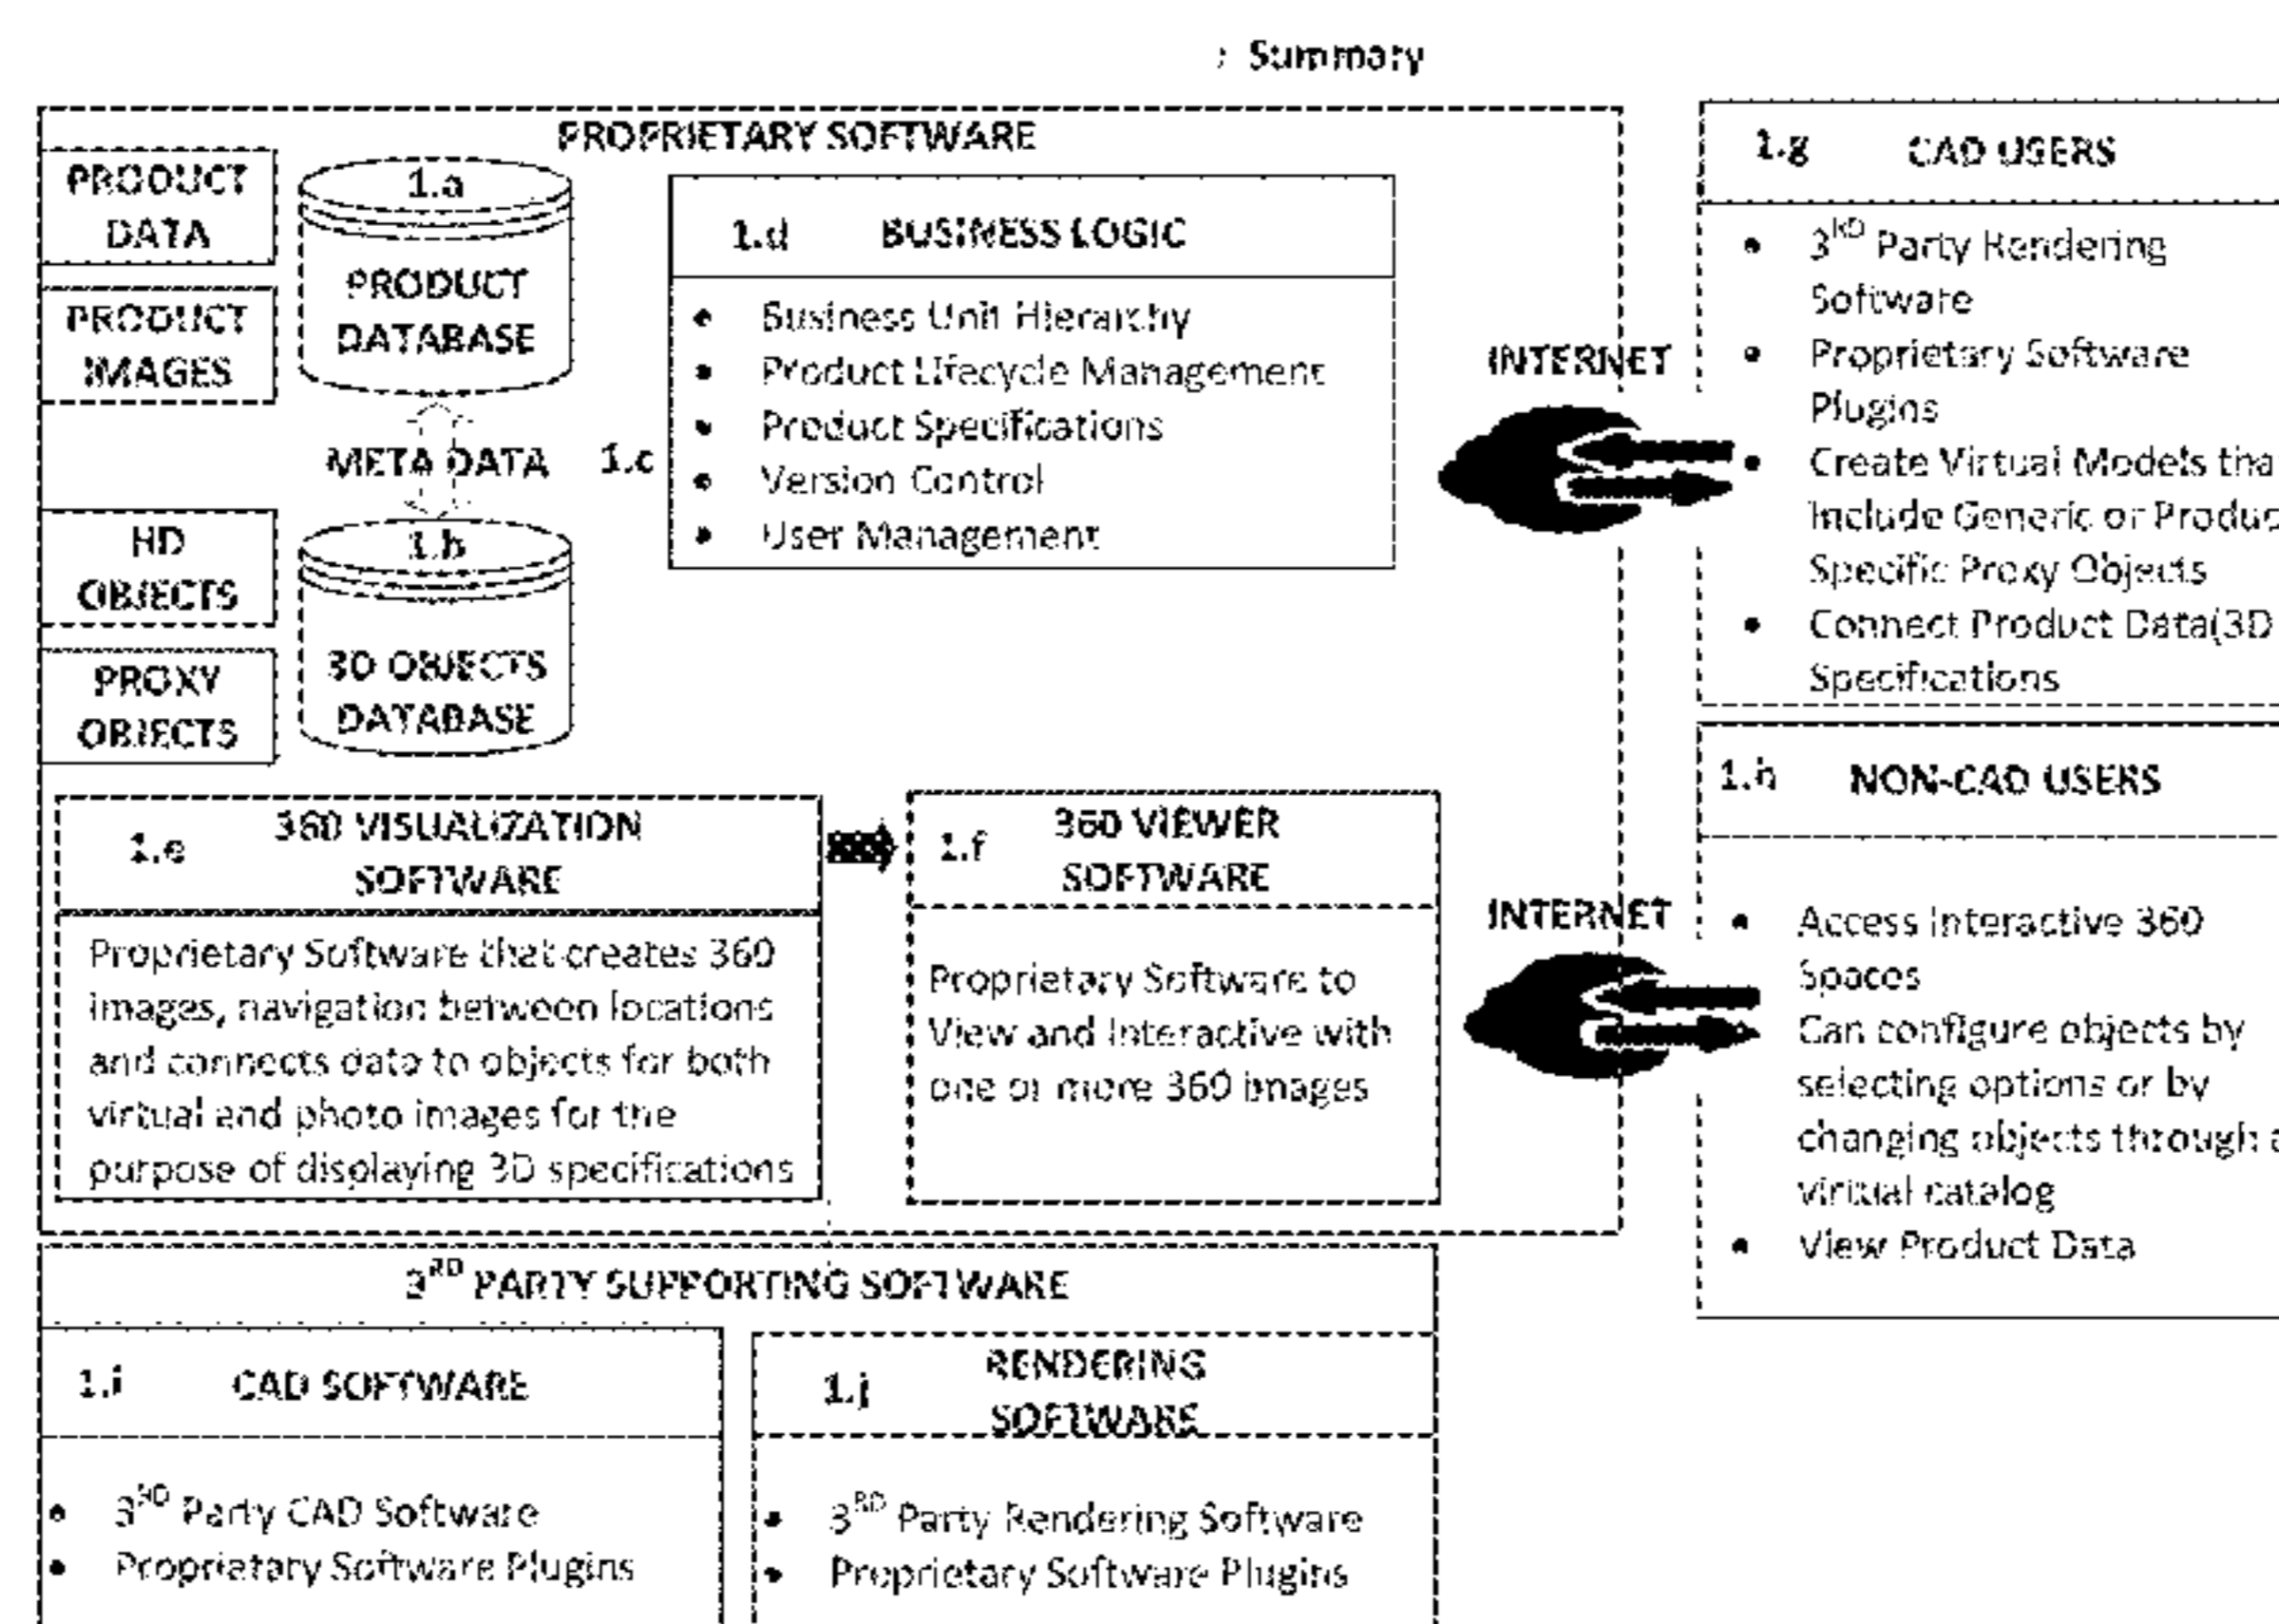 Summary
PROPRIETARY SOFTWARE
PRODUCT
DATA
PRODUCT
IMAGES
1.a
PRODUCT
DATABASE
META DATA
1.c
HD
OBJECTS
PROXY
OBJECTS
1.b
3D OBJECTS
DATABASE
1.d BUSINESS LOGIC
• Business Unit Hierarchy
• Product Lifecycle Management
• Product Specifications
• Version Control
• User Management
INTERNET
1.g CAD USERS
• 3RD Party Rendering
Software
• Proprietary Software
Plugins
• Create Virtual Models tha
Include Generic or Produc
Specific Proxy Objects
• Connect Product Data(3D
Specifications
1.e 360 VISUALIZATION
SOFTWARE
Proprietary Software that creates 360
images, navigation between locations
and connects data to objects for both
virtual and photo images for the
purpose of displaying 3D specifications
1.f 360 VIEWER
SOFTWARE
Proprietary Software to
View and Interactive with
one or more 360 images
INTERNET
1.h NON-CAD USERS
• Access Interactive 360
Spaces
• Can configure objects by
selecting options or by
changing objects through a
virtual catalog
• View Product Data
3RD PARTY SUPPORTING SOFTWARE
1.i CAD SOFTWARE
• 3RD Party CAD Software
• Proprietary Software Plugins
1.j RENDERING
SOFTWARE
• 3RD Party Rendering Software
• Proprietary Software Plugins